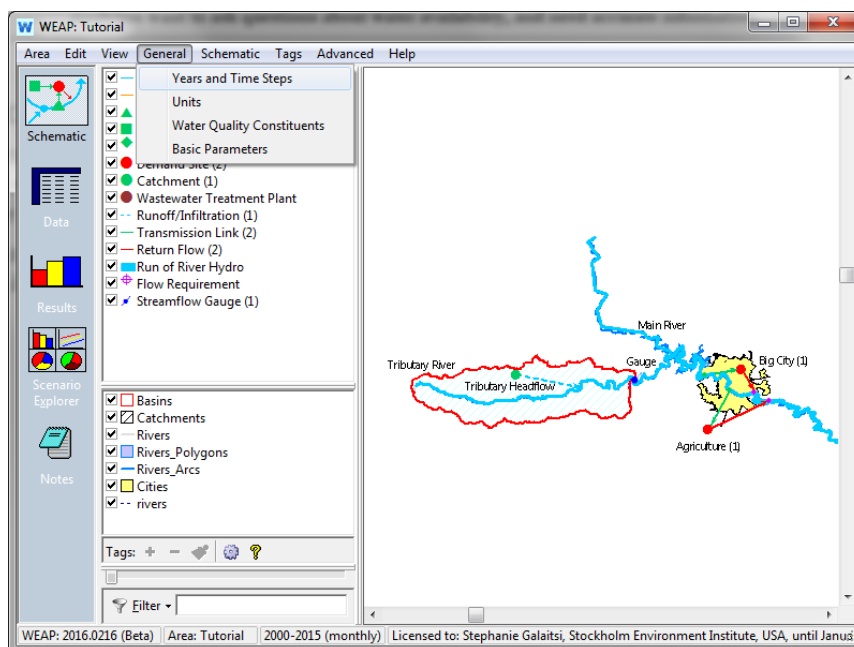 WEAP: Tutorial
Area Edit View General Schematic Tags Advanced Help
Years and Time Steps
Units
Water Quality Constituents
Basic Parameters
Schematic
Data
Results
Scenario
Explorer
Notes
Demand Site (2)
Catchment (1)
Wastewater Treatment Plant
Runoff/Infiltration (1)
Transmission Link (2)
Return Flow (2)
Run of River Hydro
Flow Requirement
Streamflow Gauge (1)
Basins
Catchments
Rivers
Rivers_Polygons
Rivers_Arcs
Cities
rivers
Tags:
Filter
Main River
Tributary River
Gauge
Big City (1)
Tributary Headflow
Agriculture (1)
WEAP: 2016.0216 (Beta) Area: Tutorial 2000-2015 (monthly) Licensed to: Stephanie Galaitsi, Stockholm Environment Institute, USA, until